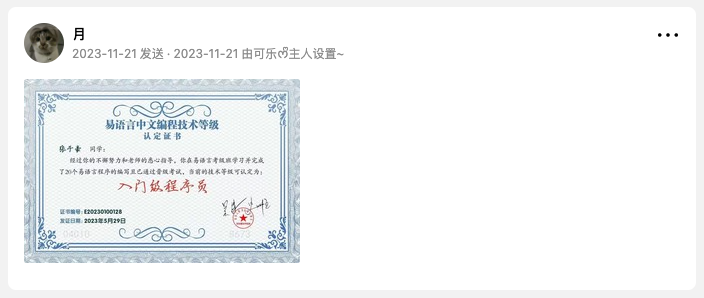 月
2023-11-21 发送 · 2023-11-21 由可乐ෆ主人设置~
易语言中文编程技术等级
认定证书
同学:
经过你的不懈努力和老师的悉心指导，你在易语言考级班学习并完成
了20个易语言程序的编写且已通过晋级考试，当前的技术等级可认定为:
入门级程序员
证书编号: E20230100128
发证日期: 2023年5月29日
04010